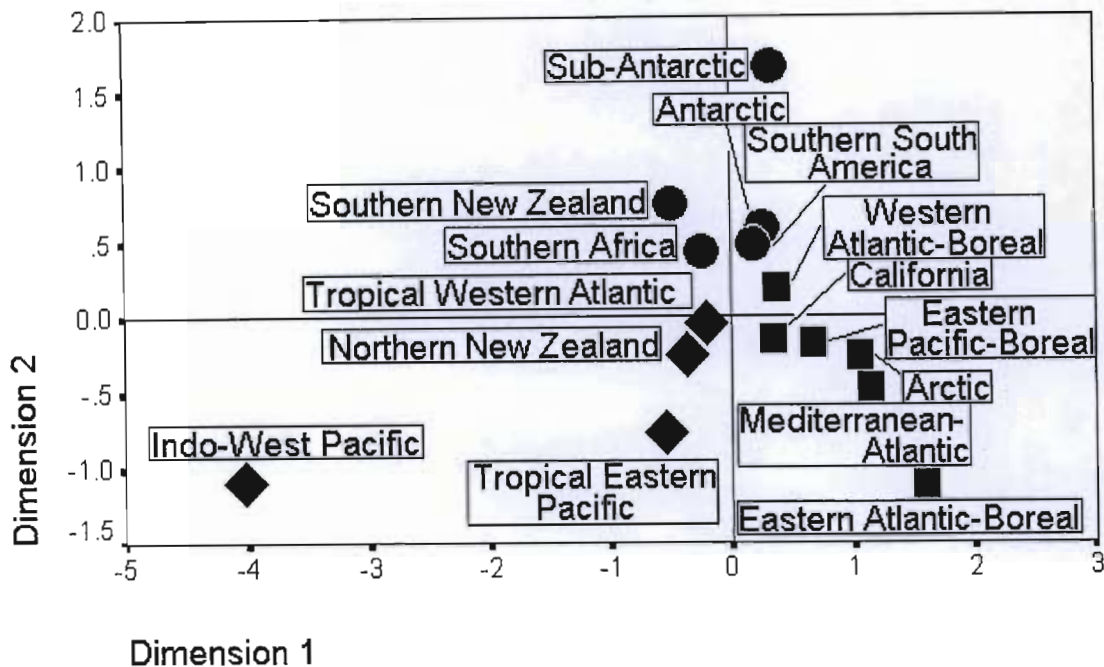 2.0
1.5
1.0
.5
0.0
-.5
-1.0
-1.5
Dimension 2
Sub-Antarctic
Antarctic
Southern South
America
Southern New Zealand
Western
Atlantic-Boreal
Southern Africa
California
Tropical Western Atlantic
Eastern
Pacific-Boreal
Northern New Zealand
Arctic
Mediterranean-
Atlantic
Indo-West Pacific
Tropical Eastern
Pacific
Eastern Atlantic-Boreal
-5
-4
-3
-2
-1
0
1
2
3
Dimension 1